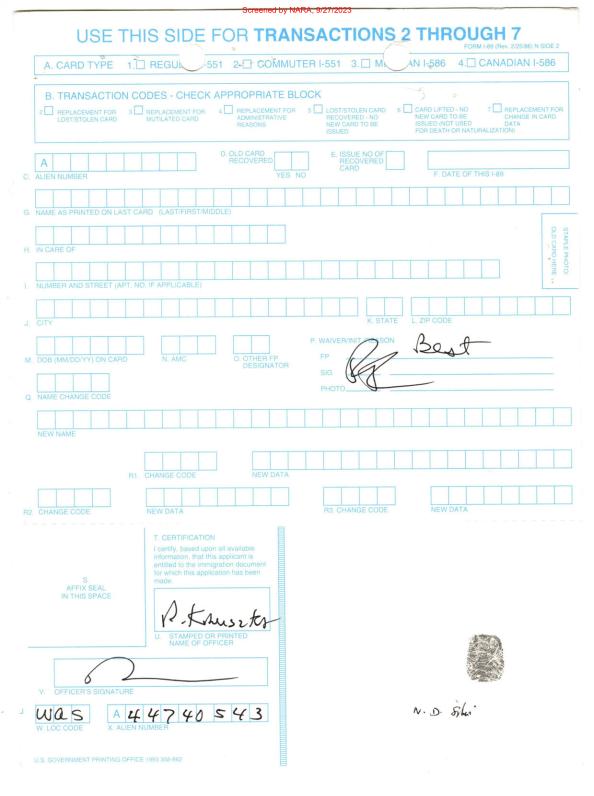 Screened by NARA, 9/27/2023
USE THIS SIDE FOR TRANSACTIONS 2 THROUGH 7
FORM I-89 (Rev. 2/25/88) N SIDE 2
A. CARD TYPE 1. REGU -551 2. COMMUTER I-551 3. M AN I-586 4. CANADIAN I-586
B. TRANSACTION CODES - CHECK APPROPRIATE BLOCK
2 REPLACEMENT FOR LOST/STOLEN CARD
3 REPLACEMENT FOR MUTILATED CARD
4 REPLACEMENT FOR ADMINISTRATIVE REASONS
5 LOST/STOLEN CARD RECOVERED - NO NEW CARD TO BE ISSUED
6 CARD LIFTED - NO NEW CARD TO BE ISSUED (NOT USED FOR DEATH OR NATURALIZATION)
7 REPLACEMENT FOR CHANGE IN CARD DATA
A
C. ALIEN NUMBER
D. OLD CARD RECOVERED
YES NO
E. ISSUE NO OF RECOVERED CARD
F. DATE OF THIS I-89
G. NAME AS PRINTED ON LAST CARD (LAST/FIRST/MIDDLE)
H. IN CARE OF
STAPLE PHOTO
OLD CARD HERE
I. NUMBER AND STREET (APT. NO. IF APPLICABLE)
J. CITY
K. STATE
L. ZIP CODE
M. DOB (MM/DD/YY) ON CARD
N. AMC
O. OTHER FP DESIGNATOR
P. WAIVER/INIT. REASON
Best
FP
SIG
PHOTO
Q. NAME CHANGE CODE
NEW NAME
R1. CHANGE CODE
NEW DATA
R2. CHANGE CODE
NEW DATA
R3. CHANGE CODE
NEW DATA
S.
AFFIX SEAL
IN THIS SPACE
T. CERTIFICATION
I certify, based upon all available
information, that this applicant is
entitled to the immigration document
for which this application has been
made.
U. STAMPED OR PRINTED
NAME OF OFFICER
V. OFFICER'S SIGNATURE
WAS
W. LOC CODE
A 44740543
X. ALIEN NUMBER
N. D.
U.S. GOVERNMENT PRINTING OFFICE